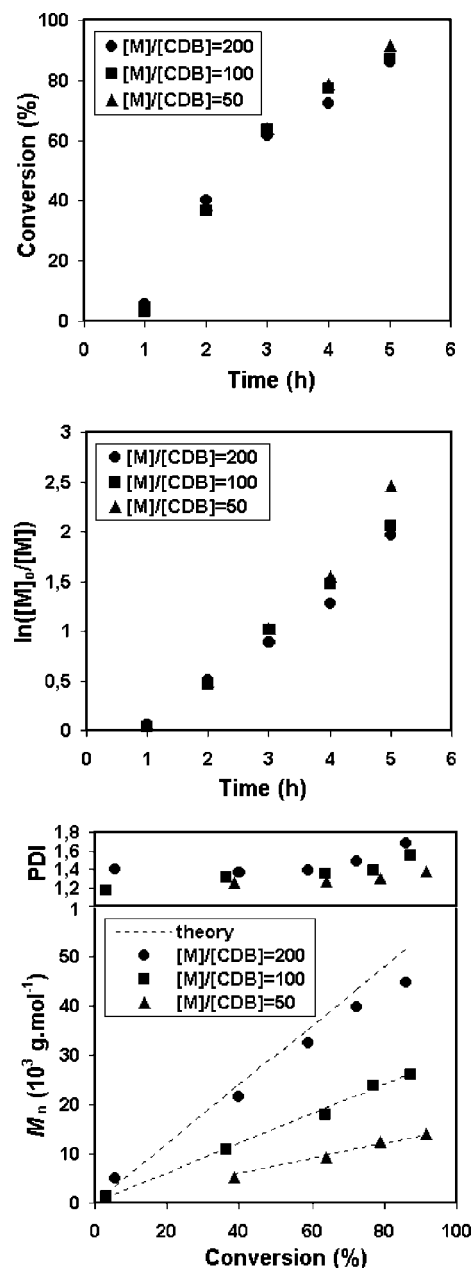 100
80
60
40
20
0
Conversion (%)
● [M]/[CDB]=200
■ [M]/[CDB]=100
▲ [M]/[CDB]=50
0 1 2 3 4 5 6
Time (h)
3
2,5
2
1,5
1
0,5
0
ln([M]₀/[M])
● [M]/[CDB]=200
■ [M]/[CDB]=100
▲ [M]/[CDB]=50
0 1 2 3 4 5 6
Time (h)
PDI
1,8
1,6
1,4
1,2
1
50
40
30
20
10
0
Mn (10³ g.mol⁻¹)
theory
● [M]/[CDB]=200
■ [M]/[CDB]=100
▲ [M]/[CDB]=50
0 20 40 60 80 100
Conversion (%)